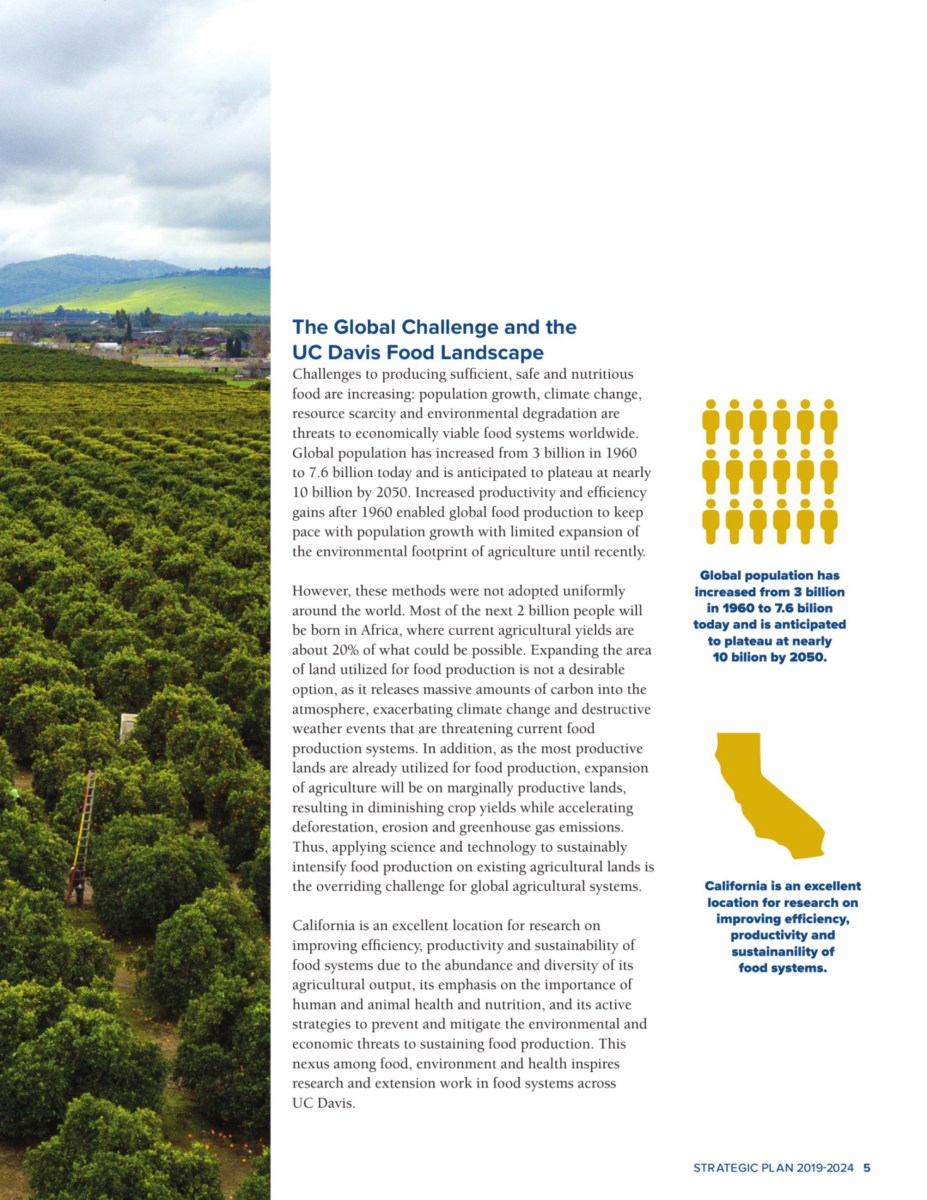 The Global Challenge and the
UC Davis Food Landscape
Challenges to producing sufficient, safe and nutritious
food are increasing: population growth, climate change,
resource scarcity and environmental degradation are
threats to economically viable food systems worldwide.
Global population has increased from 3 billion in 1960
to 7.6 billion today and is anticipated to plateau at nearly
10 billion by 2050. Increased productivity and efficiency
gains after 1960 enabled global food production to keep
pace with population growth with limited expansion of
the environmental footprint of agriculture until recently.
However, these methods were not adopted uniformly
around the world. Most of the next 2 billion people will
be born in Africa, where current agricultural yields are
about 20% of what could be possible. Expanding the area
of land utilized for food production is not a desirable
option, as it releases massive amounts of carbon into the
atmosphere, exacerbating climate change and destructive
weather events that are threatening current food
production systems. In addition, as the most productive
lands are already utilized for food production, expansion
of agriculture will be on marginally productive lands,
resulting in diminishing crop yields while accelerating
deforestation, erosion and greenhouse gas emissions.
Thus, applying science and technology to sustainably
intensify food production on existing agricultural lands is
the overriding challenge for global agricultural systems.
California is an excellent location for research on
improving efficiency, productivity and sustainability of
food systems due to the abundance and diversity of its
agricultural output, its emphasis on the importance of
human and animal health and nutrition, and its active
strategies to prevent and mitigate the environmental and
economic threats to sustaining food production. This
nexus among food, environment and health inspires
research and extension work in food systems across
UC Davis.
Global population has
increased from 3 billion
in 1960 to 7.6 bilion
today and is anticipated
to plateau at nearly
10 bilion by 2050.
California is an excellent
location for research on
improving efficiency,
productivity and
sustainanility of
food systems.
STRATEGIC PLAN 2019-2024 5